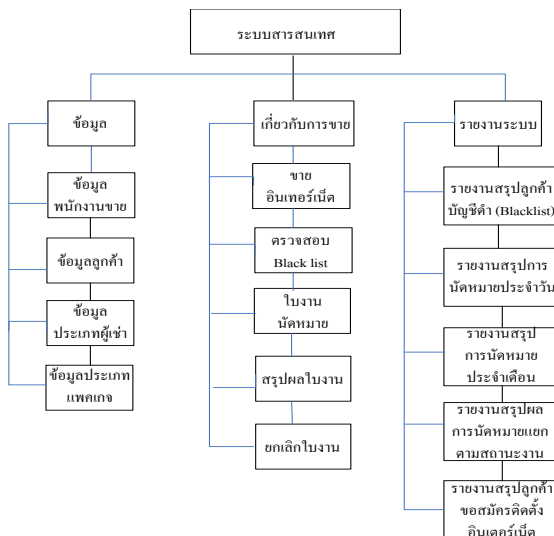 ระบบสารสนเทศ
ข้อมูล
ข้อมูล
พนักงานขาย
ข้อมูลลูกค้า
ข้อมูล
ประเภทผู้เช่า
ข้อมูลประเภท
แพคเกจ
เกี่ยวกับการขาย
ขาย
อินเทอร์เน็ต
ตรวจสอบ
Black list
ใบงาน
นัดหมาย
สรุปผลใบงาน
ยกเลิกใบงาน
รายงานระบบ
รายงานสรุปลูกค้า
บัญชีดำ (Blacklist)
รายงานสรุปการ
นัดหมายประจำวัน
รายงานสรุป
การนัดหมาย
ประจำเดือน
รายงานสรุปผล
การนัดหมายแยก
ตามสถานะงาน
รายงานสรุปลูกค้า
ขอสมัครติดตั้ง
อินเตอร์เน็ต